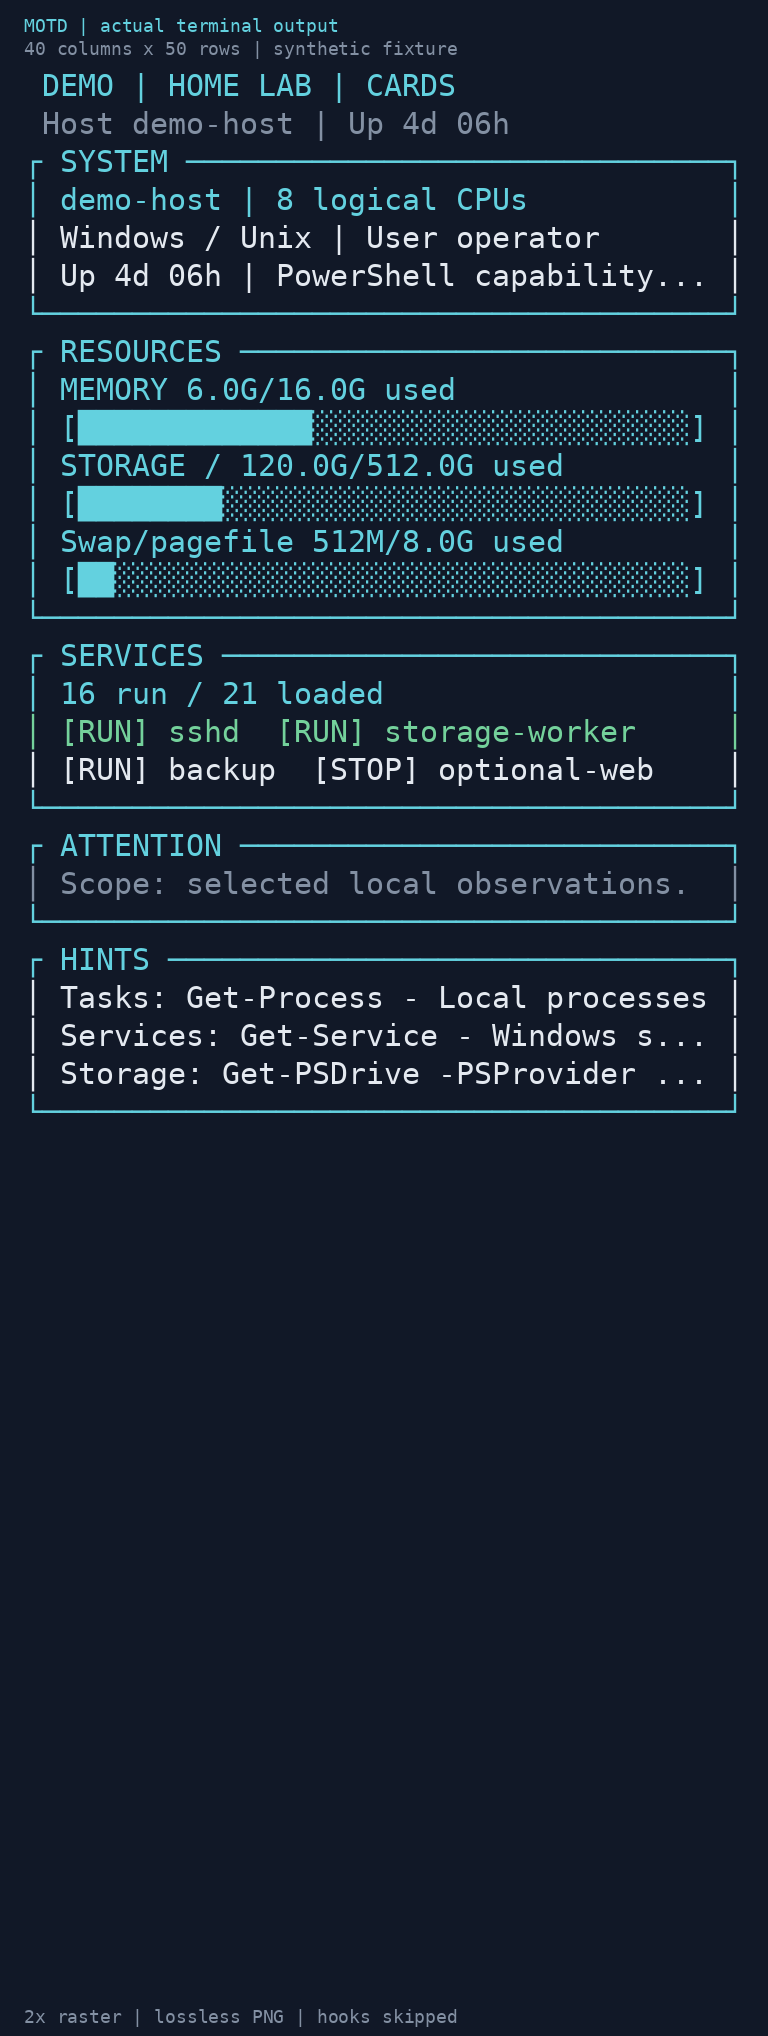 MOTD | actual terminal output
40 columns x 50 rows | synthetic fixture
DEMO | HOME LAB | CARDS
Host demo-host | Up 4d 06h
SYSTEM
demo-host | 8 logical CPUs
Windows / Unix | User operator
Up 4d 06h | PowerShell capability...
RESOURCES
MEMORY 6.0G/16.0G used
[█████████████░░░░░░░░░░░░░░░░░░░░░]
STORAGE / 120.0G/512.0G used
[████████░░░░░░░░░░░░░░░░░░░░░░░░░░]
Swap/pagefile 512M/8.0G used
[██░░░░░░░░░░░░░░░░░░░░░░░░░░░░░░░░]
SERVICES
16 run / 21 loaded
[RUN] sshd  [RUN] storage-worker
[RUN] backup  [STOP] optional-web
ATTENTION
Scope: selected local observations.
HINTS
Tasks: Get-Process - Local processes
Services: Get-Service - Windows s...
Storage: Get-PSDrive -PSProvider ...
2x raster | lossless PNG | hooks skipped